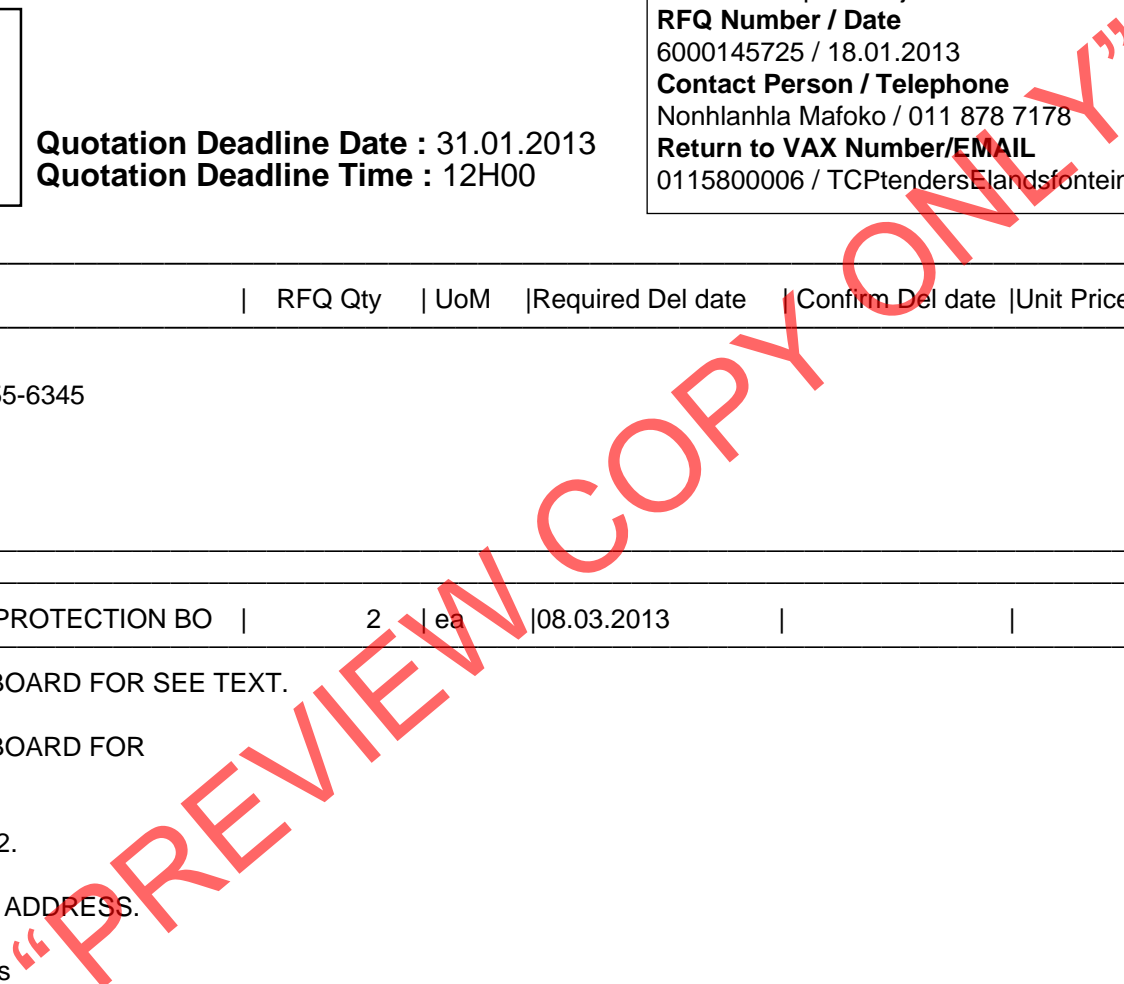 RFQ Number / Date
6000145725 / 18.01.2013
Contact Person / Telephone
Nonhlanhla Mafoko / 011 878 7178
Return to VAX Number/EMAIL
0115800006 / TCPtendersElandsfontein
Quotation Deadline Date : 31.01.2013
Quotation Deadline Time : 12H00
| RFQ Qty | UoM |Required Del date | Confirm Del date |Unit Price
5-6345
PROTECTION BO | 2 | ea |08.03.2013 | |
BOARD FOR SEE TEXT.
BOARD FOR
2.
ADDRESS.
s
“PREVIEW COPY ONLY”